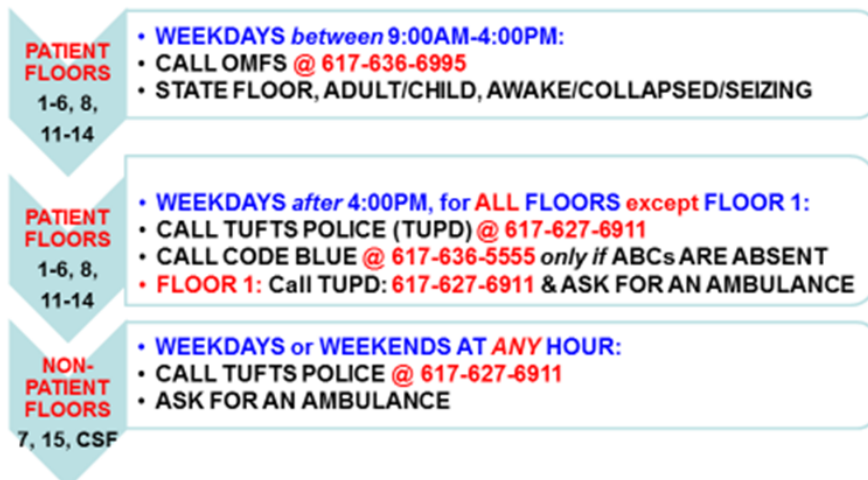 PATIENT
FLOORS
1-6, 8,
11-14
• WEEKDAYS between 9:00AM-4:00PM:
• CALL OMFS @ 617-636-6995
• STATE FLOOR, ADULT/CHILD, AWAKE/COLLAPSED/SEIZING
PATIENT
FLOORS
1-6, 8,
11-14
• WEEKDAYS after 4:00PM, for ALL FLOORS except FLOOR 1:
• CALL TUFTS POLICE (TUPD) @ 617-627-6911
• CALL CODE BLUE @ 617-636-5555 only if ABCs ARE ABSENT
• FLOOR 1: Call TUPD: 617-627-6911 & ASK FOR AN AMBULANCE
NON-
PATIENT
FLOORS
7, 15, CSF
• WEEKDAYS or WEEKENDS AT ANY HOUR:
• CALL TUFTS POLICE @ 617-627-6911
• ASK FOR AN AMBULANCE